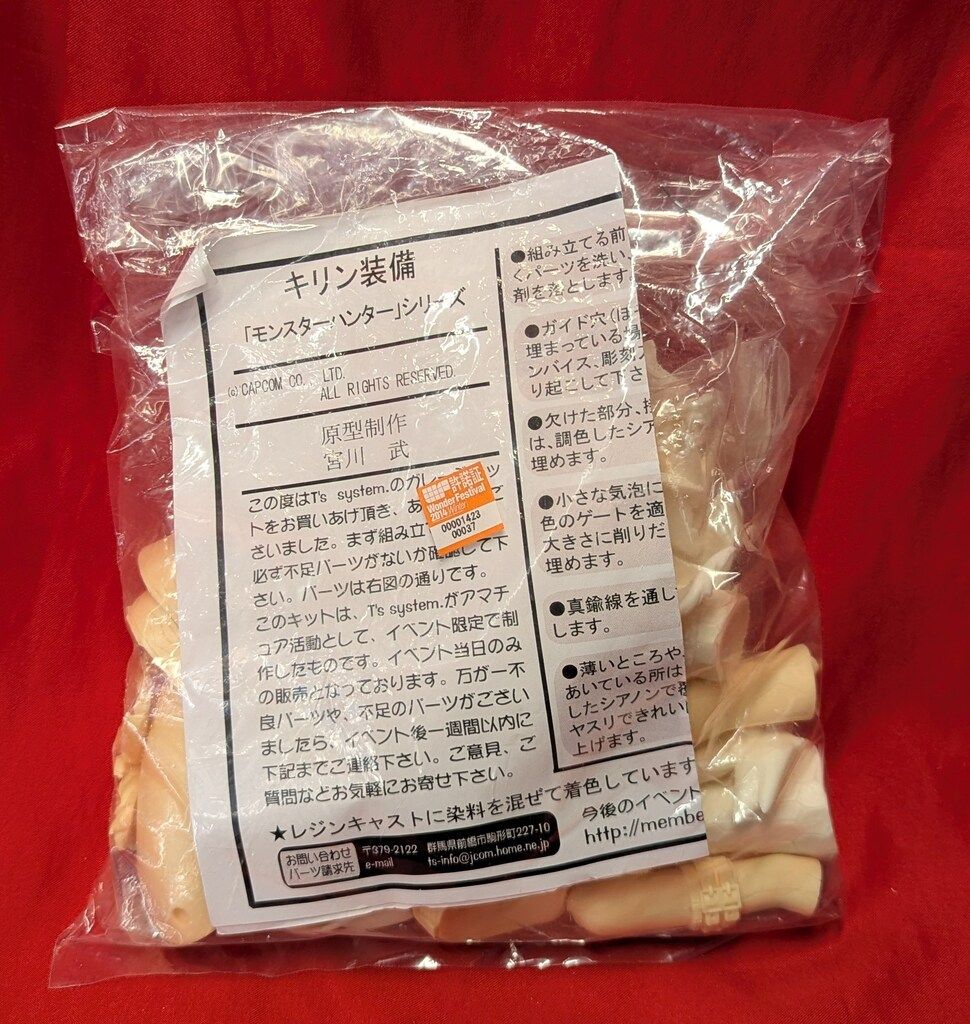 キリン装備
「モンスターハンター」シリーズ
(c)CAPCOM CO., LTD.
ALL RIGHTS RESERVED.
原型制作
宮川 武
この度はT's system.のガレ
トをお買いあげ頂き、あ
ざいました。まず組み立
必ず不足パーツがないか確認して下
さい。パーツは右図の通りです。
このキットは、T's system.がアマチ
ュア活動として、イベント限定で制
作したものです。イベント当日のみ
の販売となっております。万が一不
良パーツや、不足のパーツがござい
ましたら、イベント後一週間以内に
下記までご連絡下さい。ご意見、ご
質問などお気軽にお寄せ下さい。
許諾証
Wonder Festival
2014 Winter
00001423
00037
●組み立てる前
くパーツを洗い、
剤を落とします
●ガイド穴(ほ
埋まっている場
ンバイス、彫刻
り起こして下さ
●欠けた部分、接
は、調色したシア
埋めます。
●小さな気泡に
色のゲートを適
大きさに削りだ
埋めます。
●真鍮線を通し
します。
●薄いところや
あいている所は
したシアノンで
ヤスリできれい
上げます。
★レジンキャストに染料を混ぜて着色しています
お問い合わせ
パーツ請求先
〒379-2122 群馬県前橋市駒形町227-10
e-mail ts-info@jcom.home.ne.jp
今後のイベント
http://membe